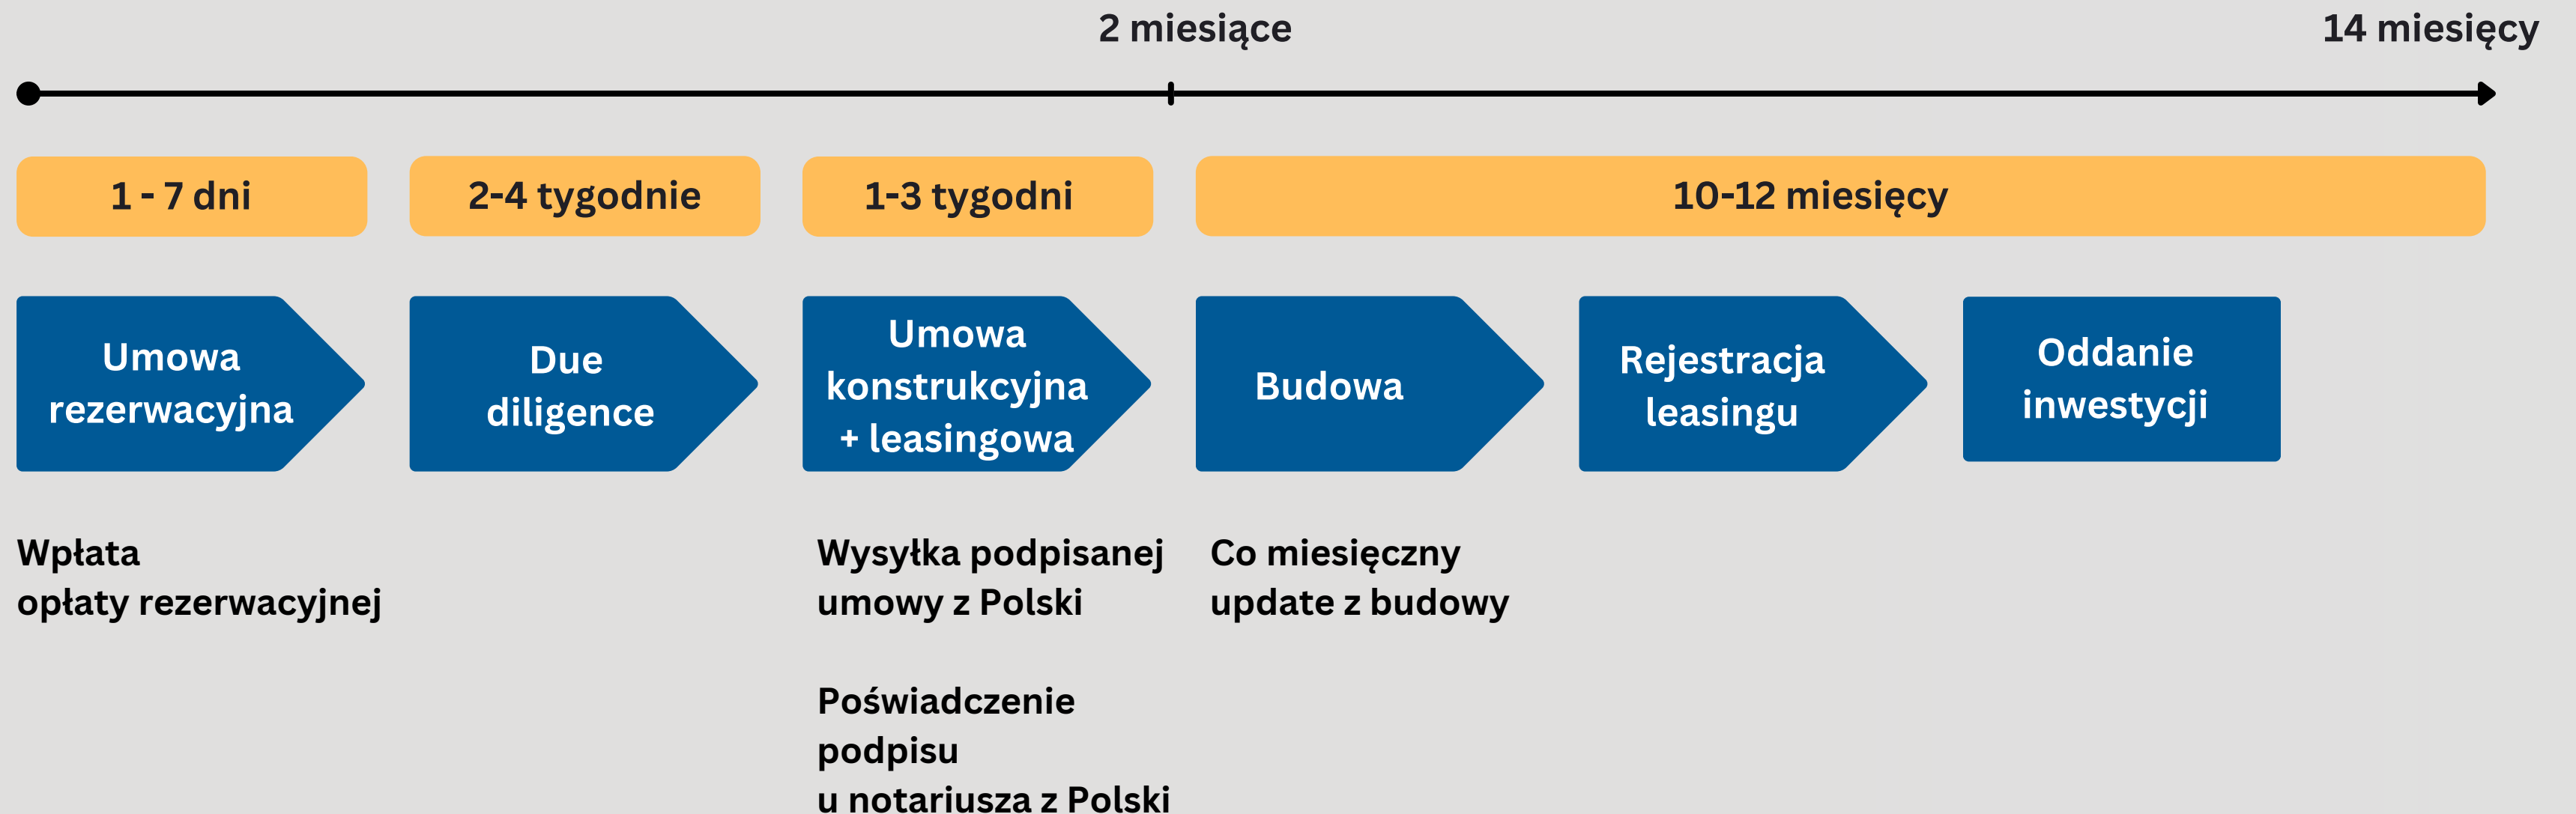 2 miesiące
14 miesięcy
1 - 7 dni
2-4 tygodnie
1-3 tygodni
10-12 miesięcy
Umowa
rezerwacyjna
Due
diligence
Umowa
konstrukcyjna
+ leasingowa
Budowa
Rejestracja
leasingu
Oddanie
inwestycji
Wpłata
opłaty rezerwacyjnej
Wysyłka podpisanej
umowy z Polski
Poświadczenie
podpisu
u notariusza z Polski
Co miesięczny
update z budowy